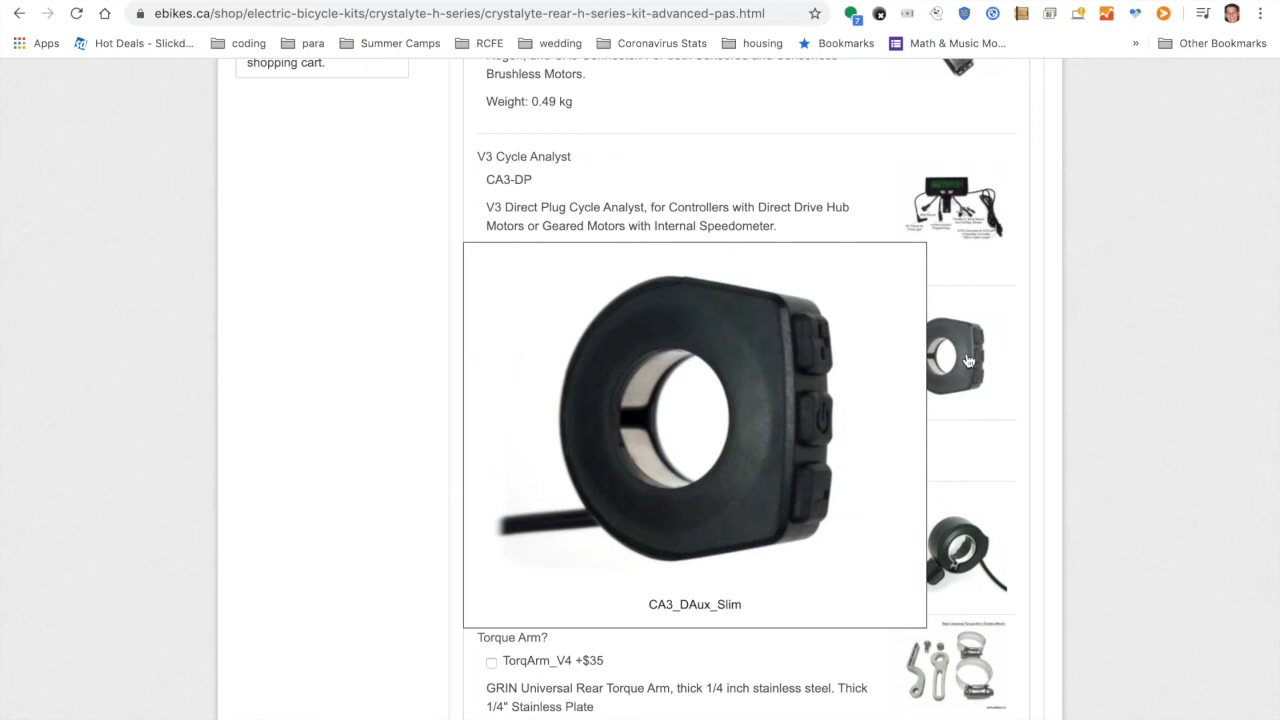 ebikes.ca/shop/electric-bicycle-kits/crystalyte-h-series/crystalyte-rear-h-series-kit-advanced-pas.html
7
Apps
Hot Deals - Slickd...
coding
para
Summer Camps
RCFE
wedding
Coronavirus Stats
housing
Bookmarks
Math & Music Mo...
»
Other Bookmarks
shopping cart.
Brushless Motors.
Weight: 0.49 kg
V3 Cycle Analyst
CA3-DP
V3 Direct Plug Cycle Analyst, for Controllers with Direct Drive Hub
Motors or Geared Motors with Internal Speedometer.
CA3_DAux_Slim
Torque Arm?
TorqArm_V4 +$35
GRIN Universal Rear Torque Arm, thick 1/4 inch stainless steel. Thick
1/4" Stainless Plate